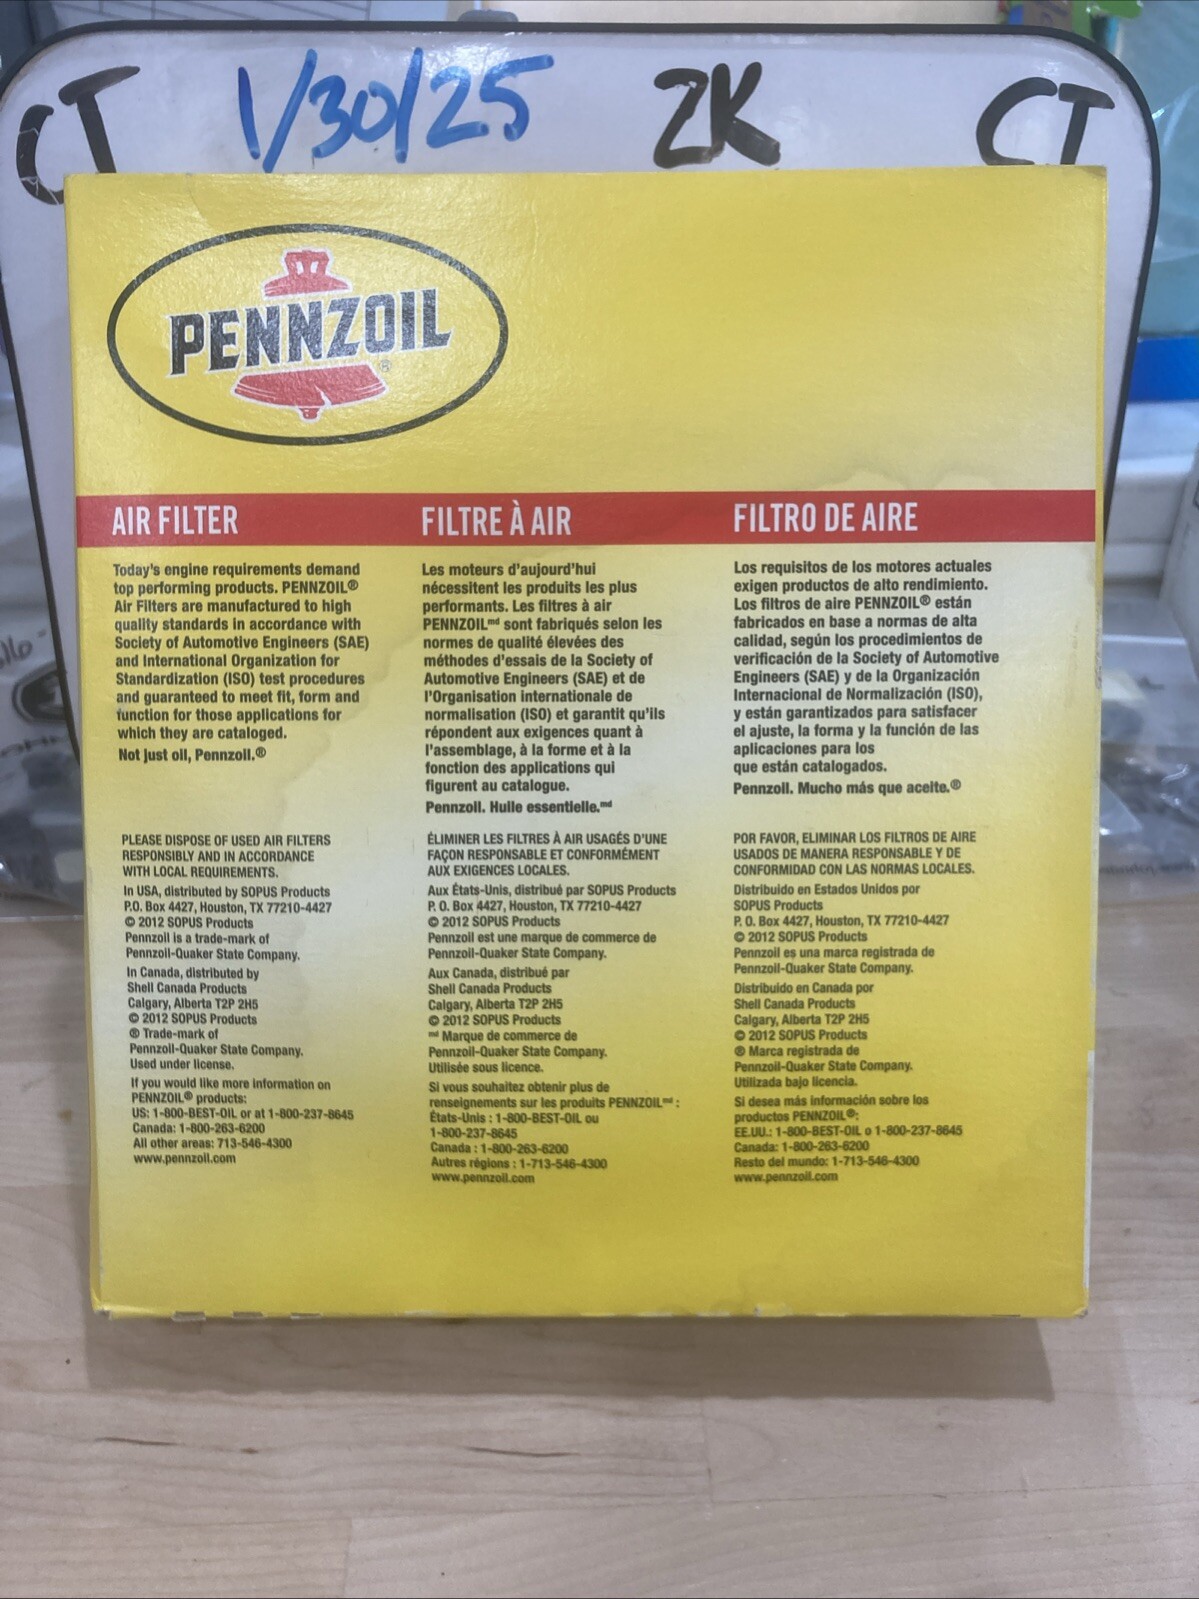 CT 1/30/25 ZK CT
PENNZOIL
®
AIR FILTER
Today's engine requirements demand
top performing products. PENNZOIL®
Air Filters are manufactured to high
quality standards in accordance with
Society of Automotive Engineers (SAE)
and International Organization for
Standardization (ISO) test procedures
and guaranteed to meet fit, form and
function for those applications for
which they are cataloged.
Not just oil, Pennzoil.®
PLEASE DISPOSE OF USED AIR FILTERS
RESPONSIBLY AND IN ACCORDANCE
WITH LOCAL REQUIREMENTS.
In USA, distributed by SOPUS Products
P.O. Box 4427, Houston, TX 77210-4427
© 2012 SOPUS Products
Pennzoil is a trade-mark of
Pennzoil-Quaker State Company.
In Canada, distributed by
Shell Canada Products
Calgary, Alberta T2P 2H5
© 2012 SOPUS Products
® Trade-mark of
Pennzoil-Quaker State Company.
Used under license.
If you would like more information on
PENNZOIL® products:
US: 1-800-BEST-OIL or at 1-800-237-8645
Canada: 1-800-263-6200
All other areas: 713-546-4300
www.pennzoil.com
FILTRE À AIR
Les moteurs d'aujourd'hui
nécessitent les produits les plus
performants. Les filtres à air
PENNZOILmd sont fabriqués selon les
normes de qualité élevées des
méthodes d'essais de la Society of
Automotive Engineers (SAE) et de
l'Organisation internationale de
normalisation (ISO) et garantit qu'ils
répondent aux exigences quant à
l'assemblage, à la forme et à la
fonction des applications qui
figurent au catalogue.
Pennzoil. Huile essentielle.md
ÉLIMINER LES FILTRES À AIR USAGÉS D'UNE
FAÇON RESPONSABLE ET CONFORMÉMENT
AUX EXIGENCES LOCALES.
Aux États-Unis, distribué par SOPUS Products
P. O. Box 4427, Houston, TX 77210-4427
© 2012 SOPUS Products
Pennzoil est une marque de commerce de
Pennzoil-Quaker State Company.
Aux Canada, distribué par
Shell Canada Products
Calgary, Alberta T2P 2H5
© 2012 SOPUS Products
md Marque de commerce de
Pennzoil-Quaker State Company.
Utilisée sous licence.
Si vous souhaitez obtenir plus de
renseignements sur les produits PENNZOILmd :
États-Unis : 1-800-BEST-OIL ou
1-800-237-8645
Canada : 1-800-263-6200
Autres régions : 1-713-546-4300
www.pennzoil.com
FILTRO DE AIRE
Los requisitos de los motores actuales
exigen productos de alto rendimiento.
Los filtros de aire PENNZOIL® están
fabricados en base a normas de alta
calidad, según los procedimientos de
verificación de la Society of Automotive
Engineers (SAE) y de la Organización
Internacional de Normalización (ISO),
y están garantizados para satisfacer
el ajuste, la forma y la función de las
aplicaciones para los
que están catalogados.
Pennzoil. Mucho más que aceite.®
POR FAVOR, ELIMINAR LOS FILTROS DE AIRE
USADOS DE MANERA RESPONSABLE Y DE
CONFORMIDAD CON LAS NORMAS LOCALES.
Distribuido en Estados Unidos por
SOPUS Products
P. O. Box 4427, Houston, TX 77210-4427
© 2012 SOPUS Products
Pennzoil es una marca registrada de
Pennzoil-Quaker State Company.
Distribuido en Canada por
Shell Canada Products
Calgary, Alberta T2P 2H5
© 2012 SOPUS Products
® Marca registrada de
Pennzoil-Quaker State Company.
Utilizada bajo licencia.
Si desea más información sobre los
productos PENNZOIL®:
EE.UU.: 1-800-BEST-OIL o 1-800-237-8645
Canada: 1-800-263-6200
Resto del mundo: 1-713-546-4300
www.pennzoil.com